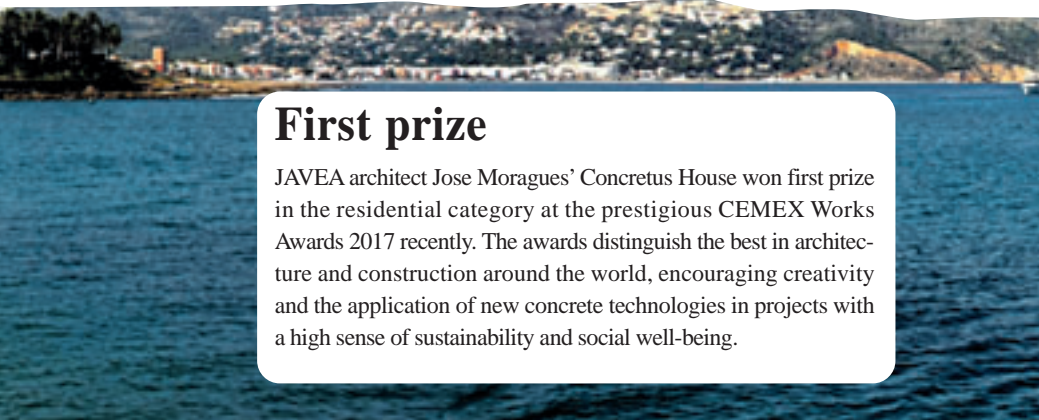 First prize
JAVEA architect Jose Moragues’ Concretus House won first prize
in the residential category at the prestigious CEMEX Works
Awards 2017 recently. The awards distinguish the best in architec-
ture and construction around the world, encouraging creativity
and the application of new concrete technologies in projects with
a high sense of sustainability and social well-being.